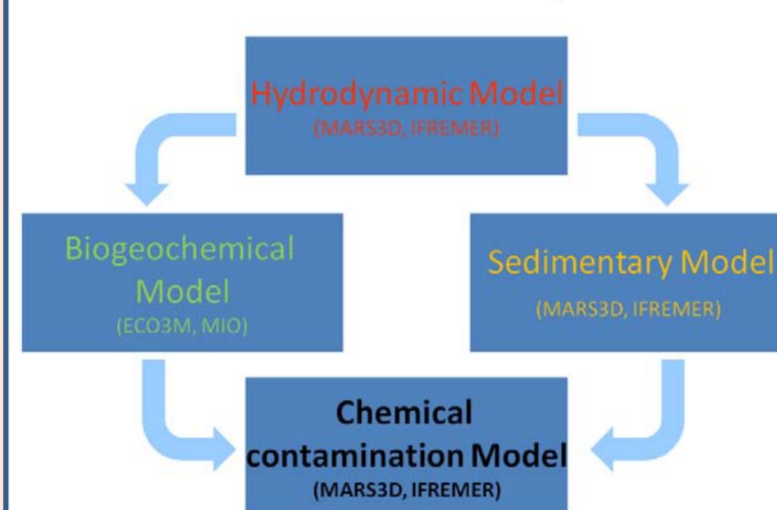 Hydrodynamic Model
(MARS3D, IFREMER)
Biogeochemical
Model
(ECO3M, MIO)
Sedimentary Model
(MARS3D, IFREMER)
Chemical
contamination Model
(MARS3D, IFREMER)